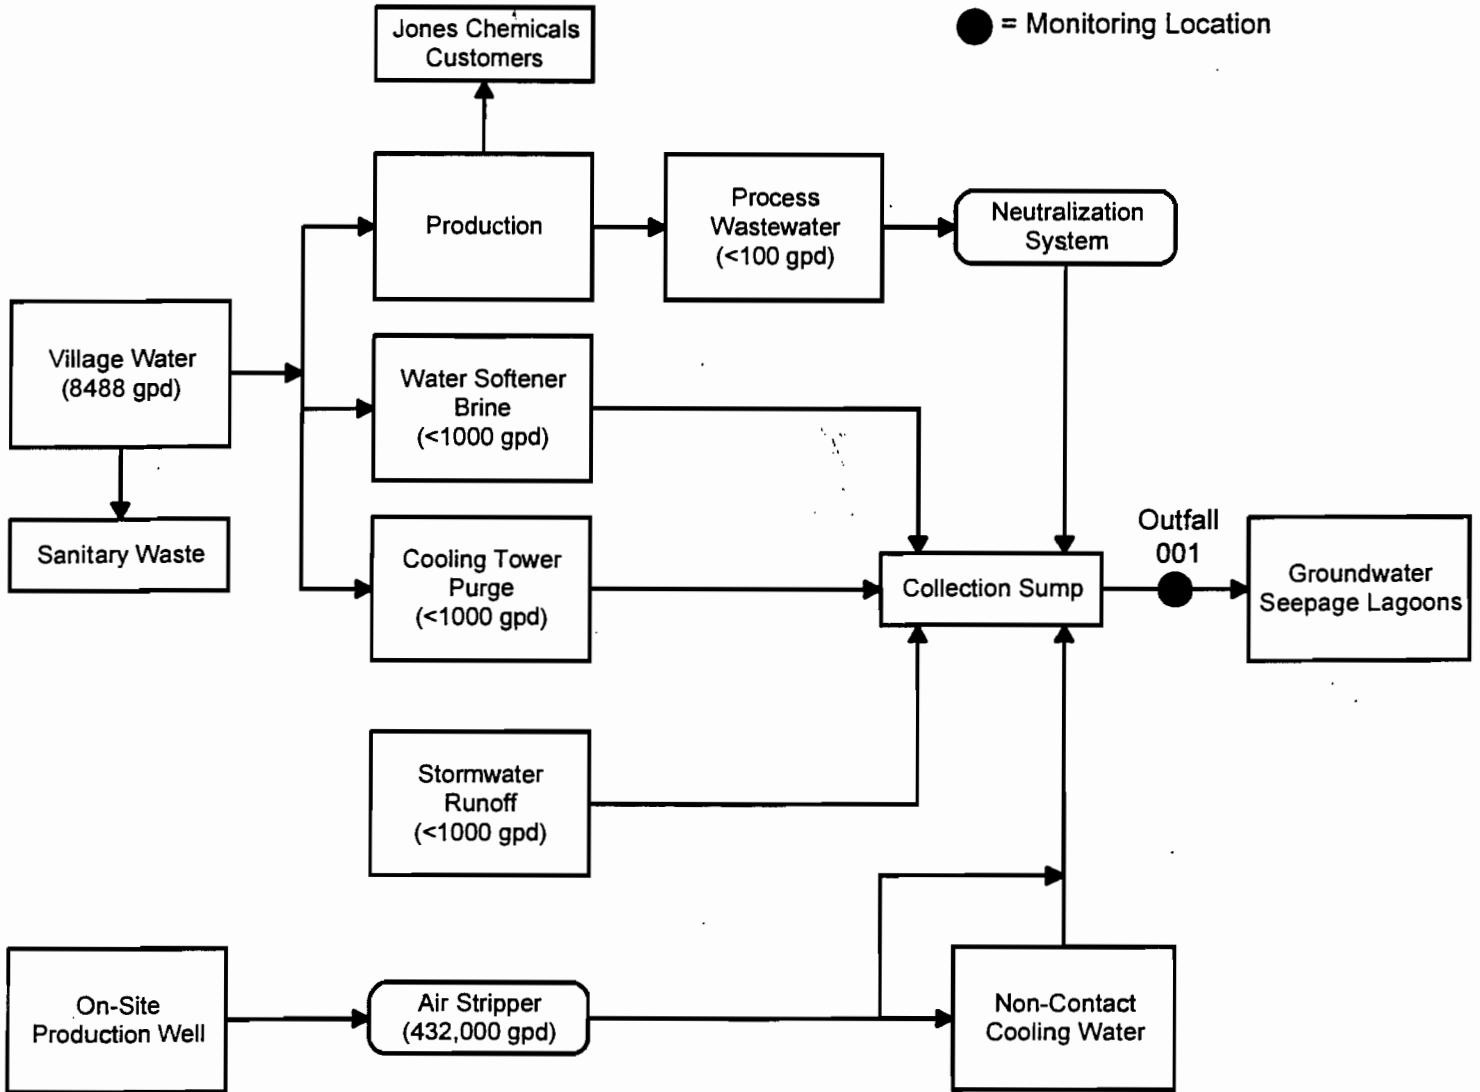 Jones Chemicals
Customers
= Monitoring Location
Production
Process
Wastewater
(<100 gpd)
Neutralization
System
Village Water
(8488 gpd)
Water Softener
Brine
(<1000 gpd)
Sanitary Waste
Cooling Tower
Purge
(<1000 gpd)
Collection Sump
Outfall
001
Groundwater
Seepage Lagoons
Stormwater
Runoff
(<1000 gpd)
On-Site
Production Well
Air Stripper
(432,000 gpd)
Non-Contact
Cooling Water